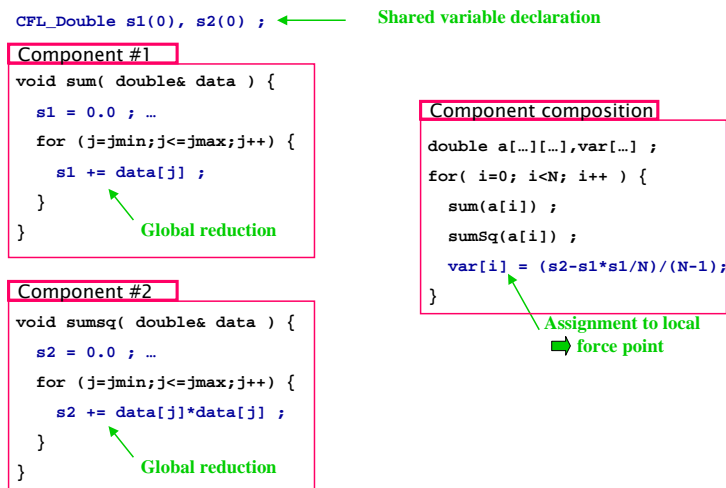 CFL_Double s1(0), s2(0) ;
Shared variable declaration
Component #1
void sum( double& data ) {
s1 = 0.0 ; …
for (j=jmin;j<=jmax;j++) {
s1 += data[j] ;
}
Global reduction
}
Component #2
void sumsq( double& data ) {
s2 = 0.0 ; …
for (j=jmin;j<=jmax;j++) {
s2 += data[j]*data[j] ;
}
Global reduction
}
Component composition
double a[…][…],var[…] ;
for( i=0; i<N; i++ ) {
sum(a[i]) ;
sumSq(a[i]) ;
var[i] = (s2-s1*s1/N)/(N-1);
}
Assignment to local
force point